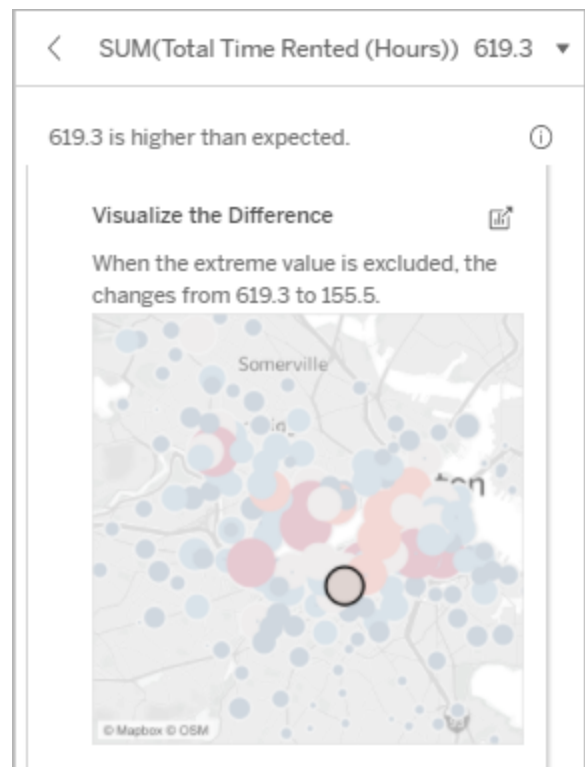 SUM(Total Time Rented (Hours)) 619.3
619.3 is higher than expected.
Visualize the Difference
When the extreme value is excluded, the
changes from 619.3 to 155.5.
Somerville
ton
© Mapbox © OSM